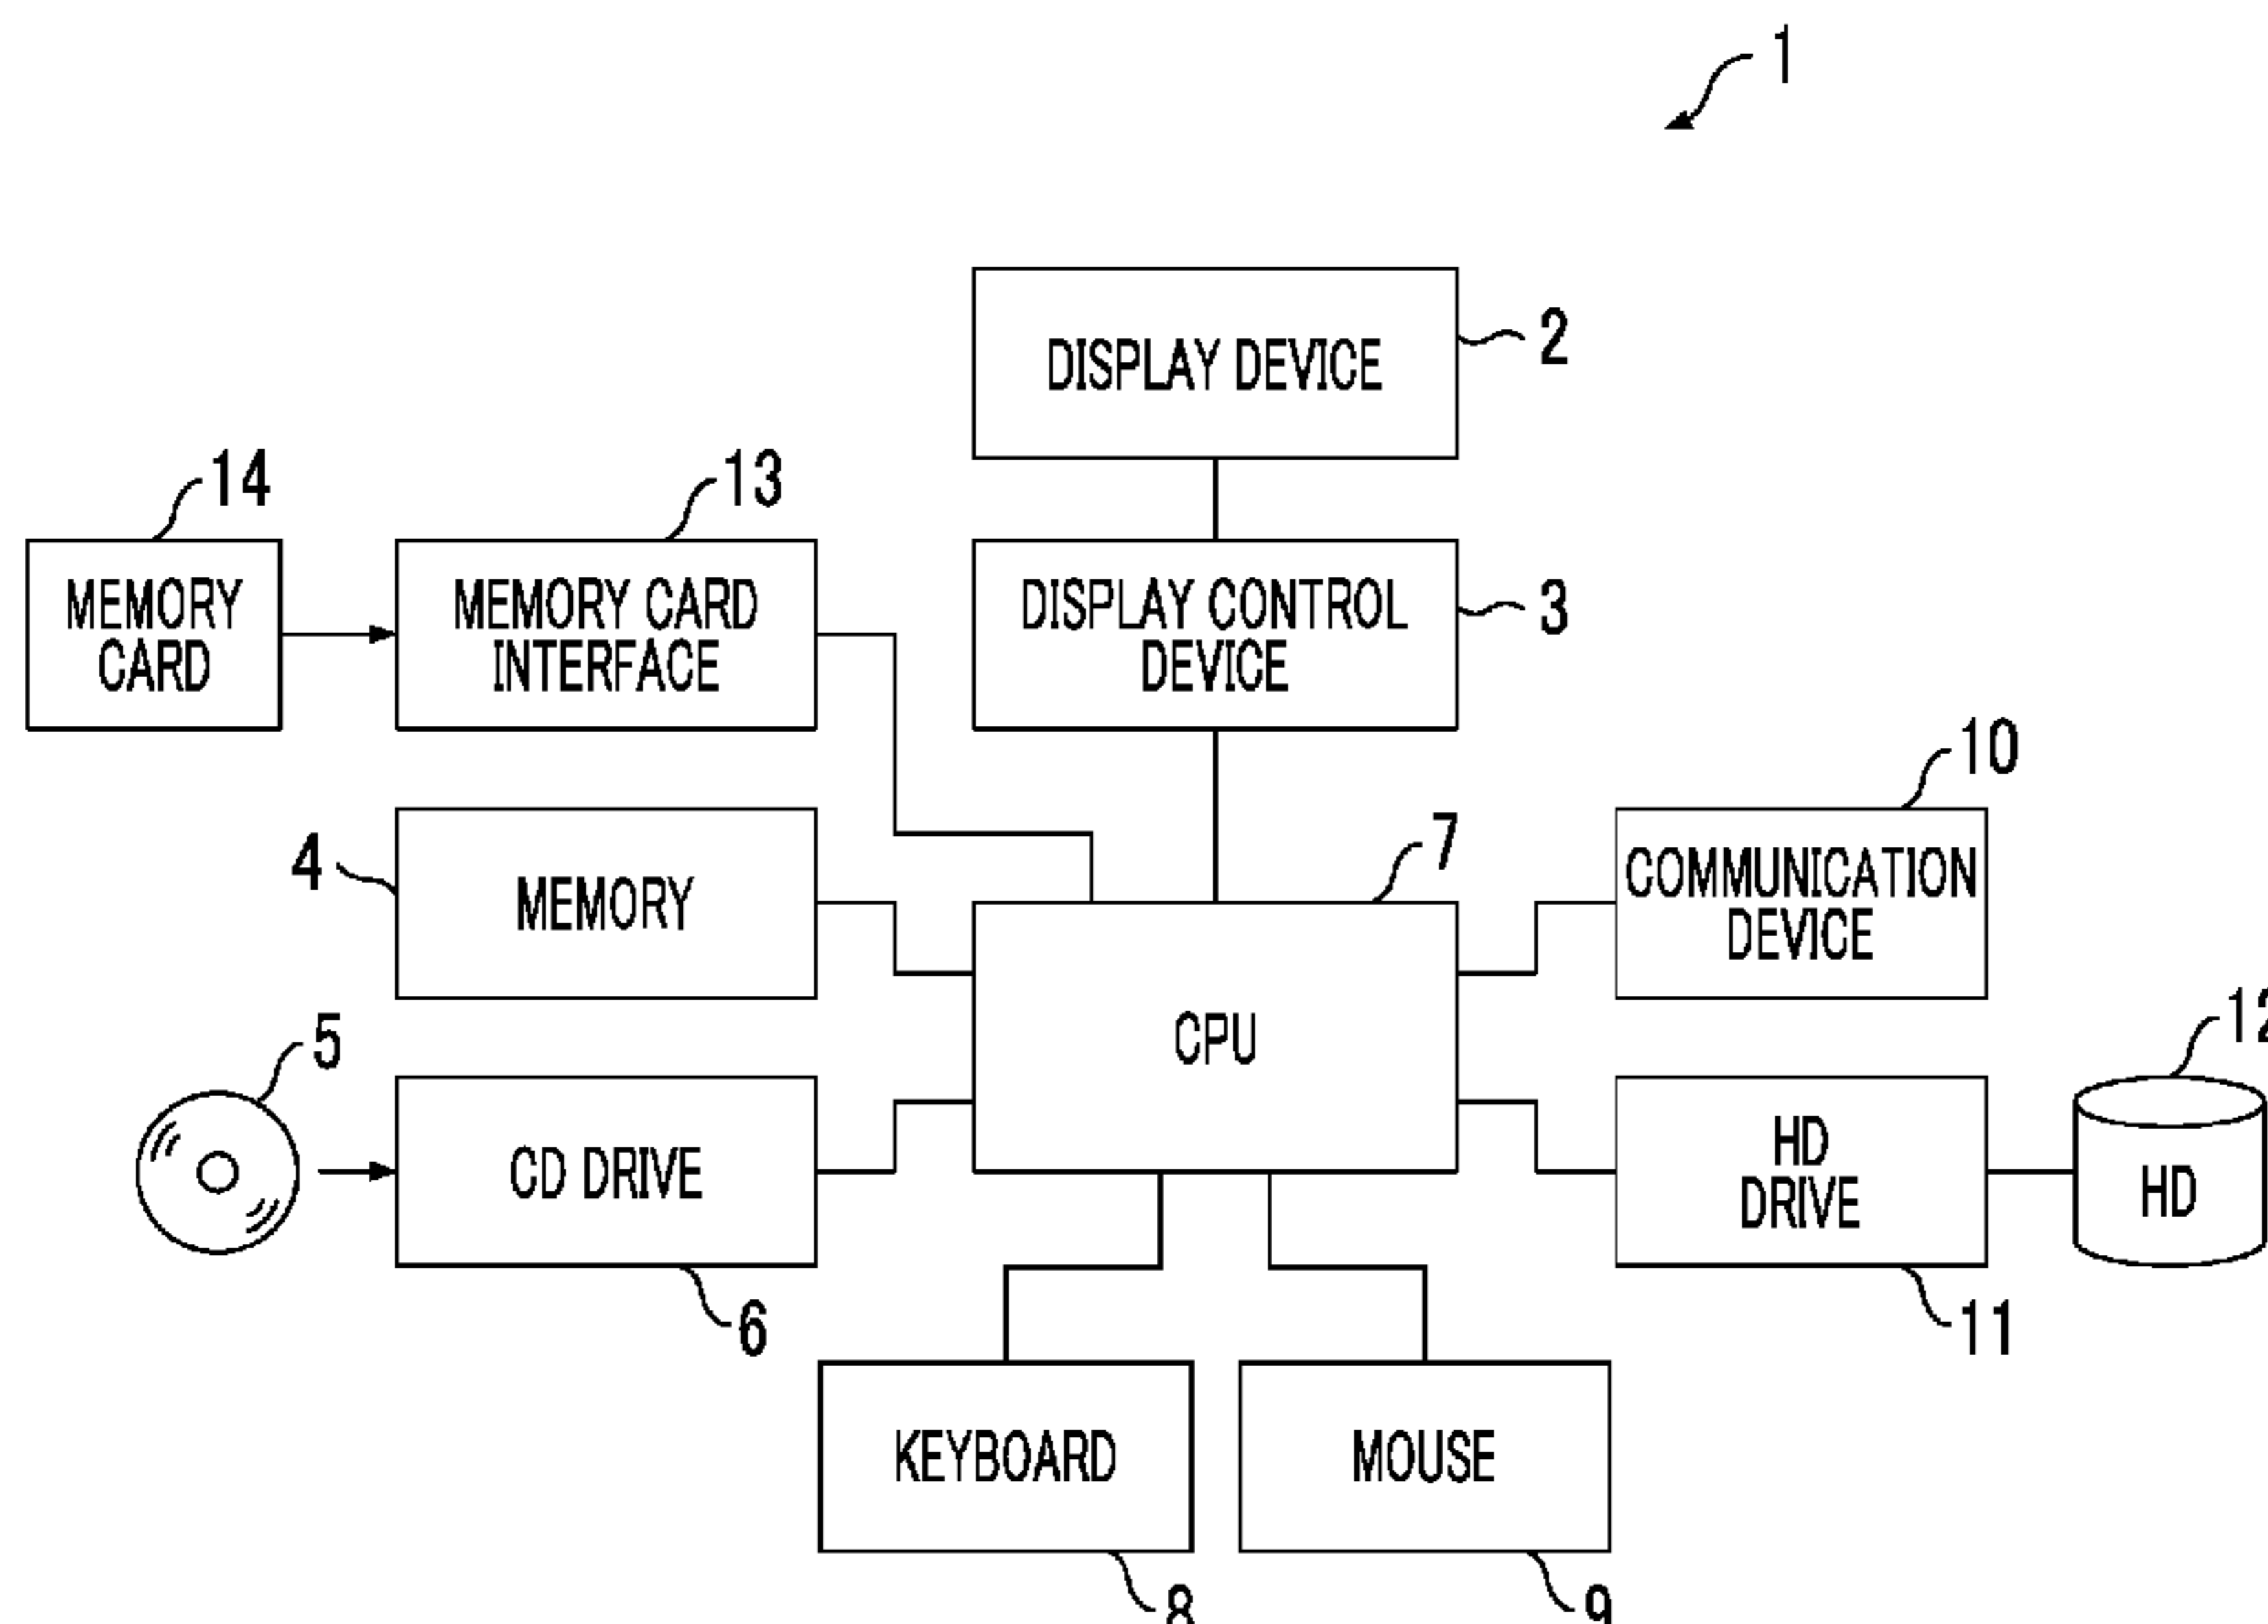 1
DISPLAY DEVICE
2
14
13
MEMORY
CARD
MEMORY CARD
INTERFACE
DISPLAY CONTROL
DEVICE
3
10
4
MEMORY
7
COMMUNICATION
DEVICE
5
CPU
12
CD DRIVE
HD
DRIVE
HD
6
11
KEYBOARD
MOUSE
8
9